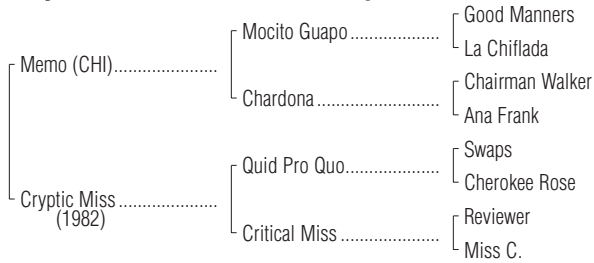 Good Manners
Mocito Guapo..................
La Chiflada
Memo (CHI).....................
Chairman Walker
Chardona.........................
Ana Frank
Swaps
Quid Pro Quo...................
Cherokee Rose
Cryptic Miss....................
(1982)
Reviewer
Critical Miss ....................
Miss C.